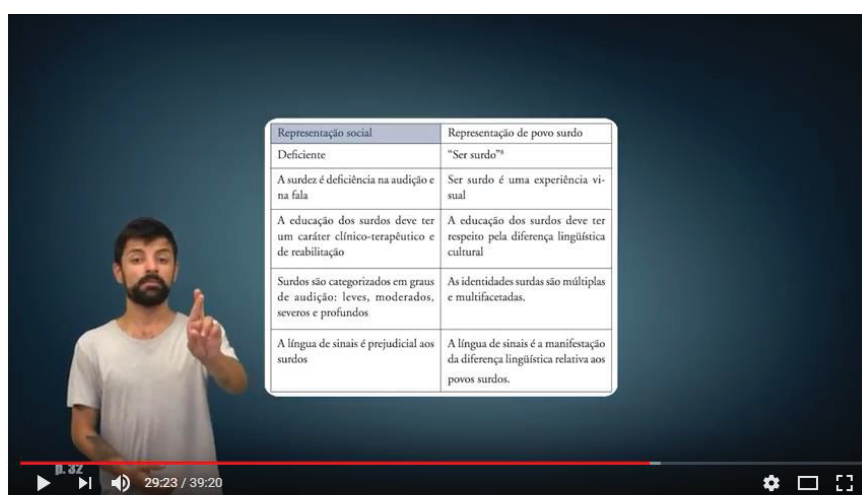 Representação social
Representação de povo surdo
Deficiente
"Ser surdo"⁸
A surdez é deficiência na audição e
na fala
Ser surdo é uma experiência vi-
sual
A educação dos surdos deve ter
um caráter clínico-terapêutico e
de reabilitação
A educação dos surdos deve ter
respeito pela diferença lingüística
cultural
Surdos são categorizados em graus
de audição: leves, moderados,
severos e profundos
As identidades surdas são múltiplas
e multifacetadas.
A língua de sinais é prejudicial aos
surdos
A língua de sinais é a manifestação
da diferença lingüística relativa aos
povos surdos.
p. 32
29:23 / 39:20